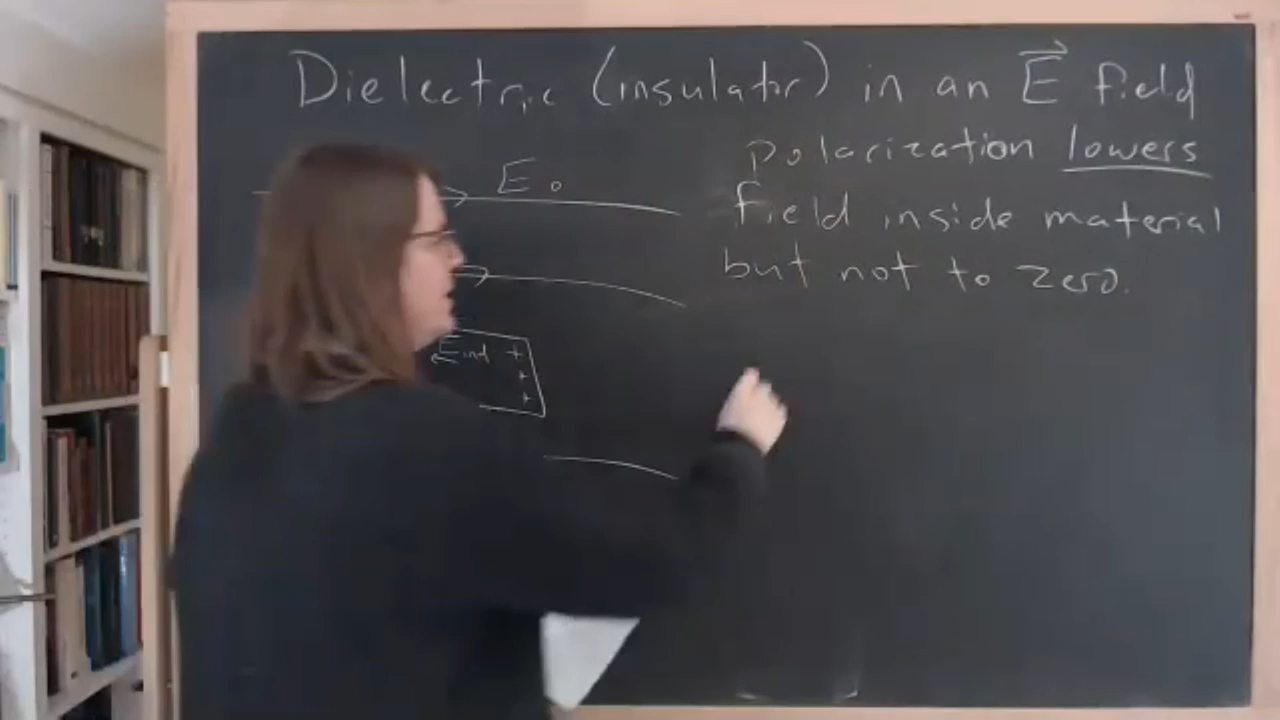 Dielectric (insulator) in an E field
polarization lowers
field inside material
but not to zero.
E₀
Eind +
+
+